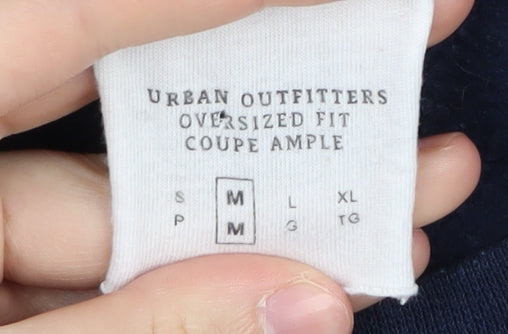 URBAN OUTFITTERS
OVERSIZED FIT
COUPE AMPLE
S M L XL
P M G TG